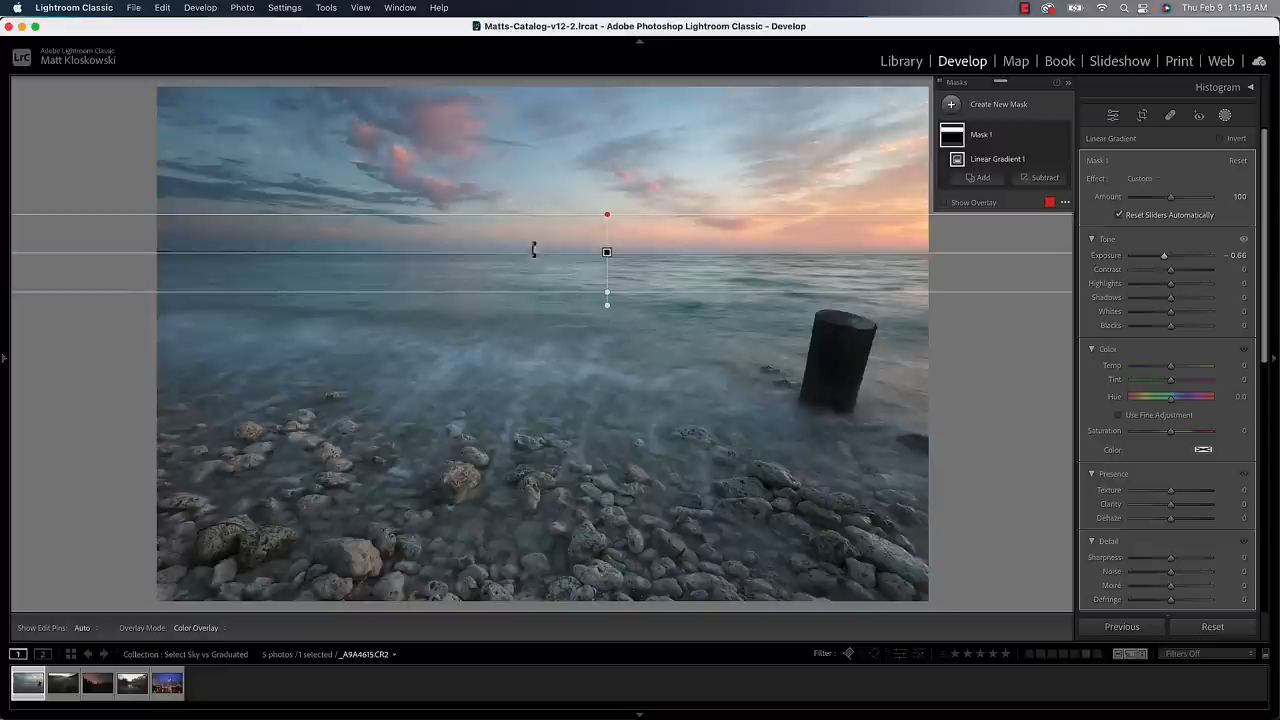 Lightroom Classic File Edit Develop Photo Settings Tools View Window Help Thu Feb 9 11:15 AM
Matts-Catalog-v12-2.lrcat - Adobe Photoshop Lightroom Classic - Develop
LrC Adobe Lightroom Classic
Matt Kloskowski
Library | Develop | Map | Book | Slideshow | Print | Web
Masks
Create New Mask
Mask 1
Linear Gradient 1
Add Subtract
Show Overlay
Histogram
Linear Gradient Invert
Mask 1 Reset
Effect : Custom
Amount 100
Reset Sliders Automatically
Tone
Exposure – 0.66
Contrast 0
Highlights 0
Shadows 0
Whites 0
Blacks 0
Color
Temp 0
Tint 0
Hue 0.0
Use Fine Adjustment
Saturation 0
Color
Presence
Texture 0
Clarity 0
Dehaze 0
Detail
Sharpness 0
Noise 0
Moire 0
Defringe 0
Show Edit Pins: Auto Overlay Mode: Color Overlay
Previous Reset
1 2 Collection : Select Sky vs Graduated 5 photos / 1 selected / _A9A4615.CR2 Filter : Filters Off